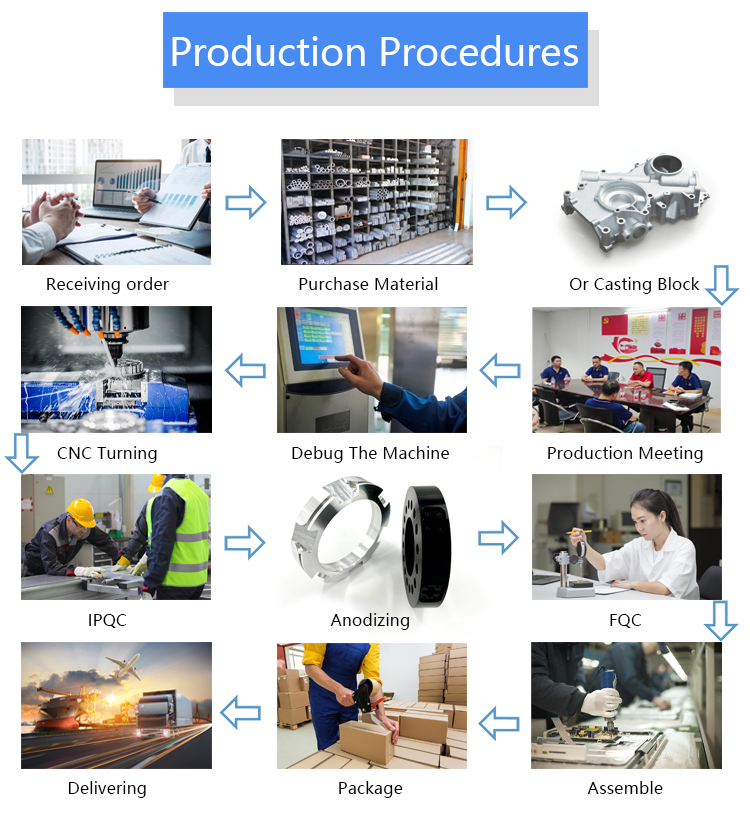 Production Procedures
Receiving order
Purchase Material
Or Casting Block
CNC Turning
Debug The Machine
Production Meeting
IPQC
Anodizing
FQC
Delivering
Package
Assemble